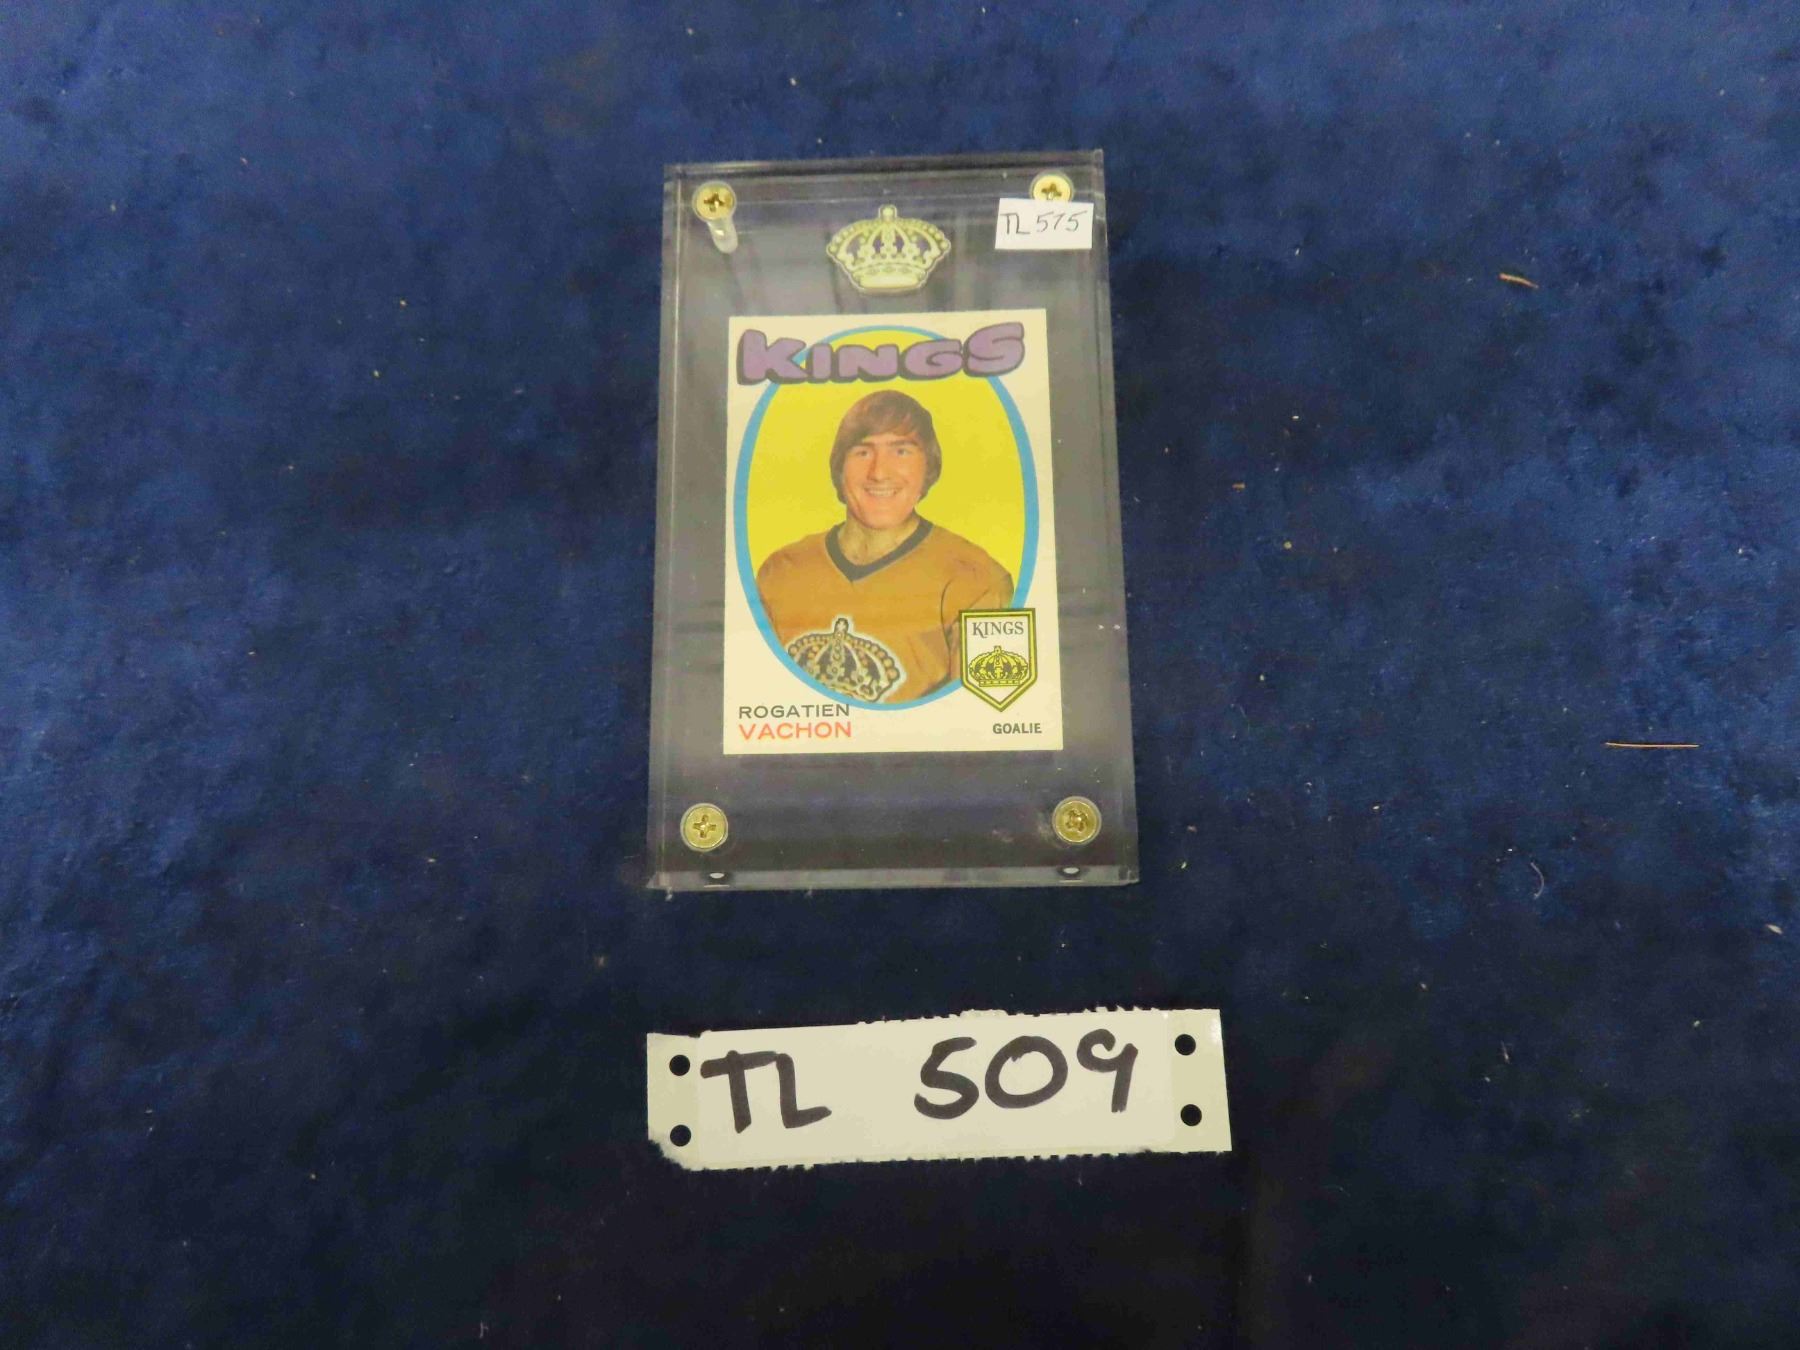 TL 575
KINGS
KINGS
ROGATIEN
VACHON
GOALIE
TL 509